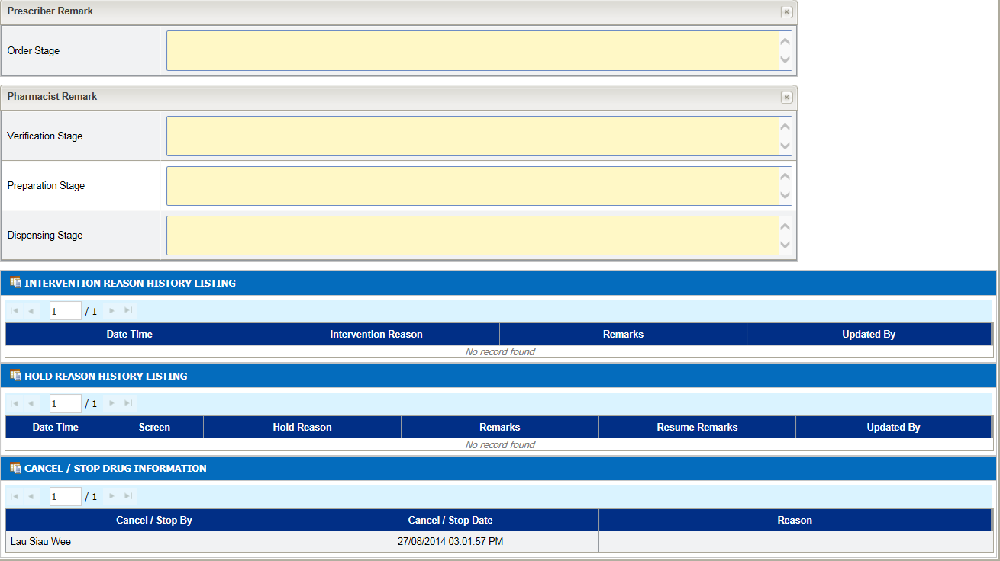 Prescriber Remark
Order Stage
Pharmacist Remark
Verification Stage
Preparation Stage
Dispensing Stage
INTERVENTION REASON HISTORY LISTING
1 / 1
Date Time Intervention Reason Remarks Updated By
No record found
HOLD REASON HISTORY LISTING
1 / 1
Date Time Screen Hold Reason Remarks Resume Remarks Updated By
No record found
CANCEL / STOP DRUG INFORMATION
1 / 1
Cancel / Stop By Cancel / Stop Date Reason
Lau Siau Wee 27/08/2014 03:01:57 PM